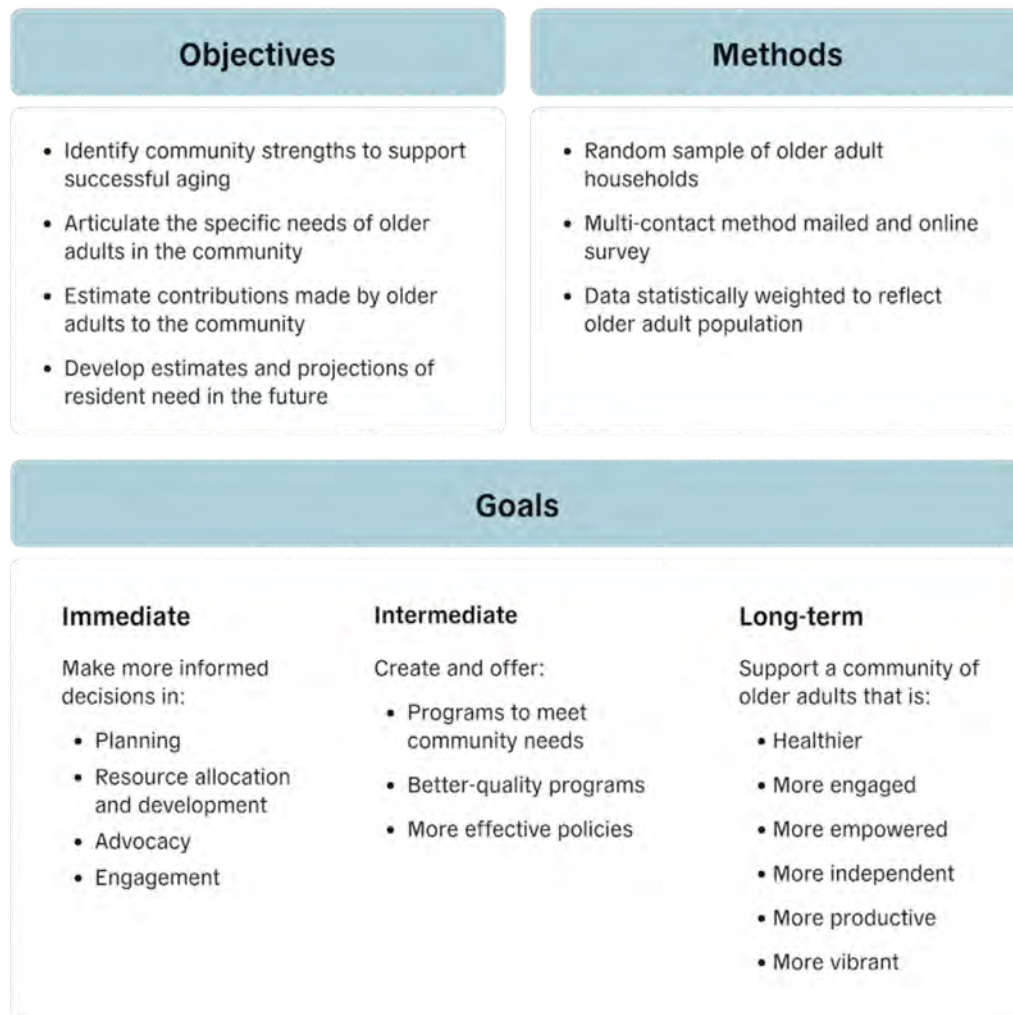 Objectives
• Identify community strengths to support
successful aging
• Articulate the specific needs of older
adults in the community
• Estimate contributions made by older
adults to the community
• Develop estimates and projections of
resident need in the future
Methods
• Random sample of older adult
households
• Multi-contact method mailed and online
survey
• Data statistically weighted to reflect
older adult population
Goals
Immediate
Make more informed
decisions in:
• Planning
• Resource allocation
and development
• Advocacy
• Engagement
Intermediate
Create and offer:
• Programs to meet
community needs
• Better-quality programs
• More effective policies
Long-term
Support a community of
older adults that is:
• Healthier
• More engaged
• More empowered
• More independent
• More productive
• More vibrant